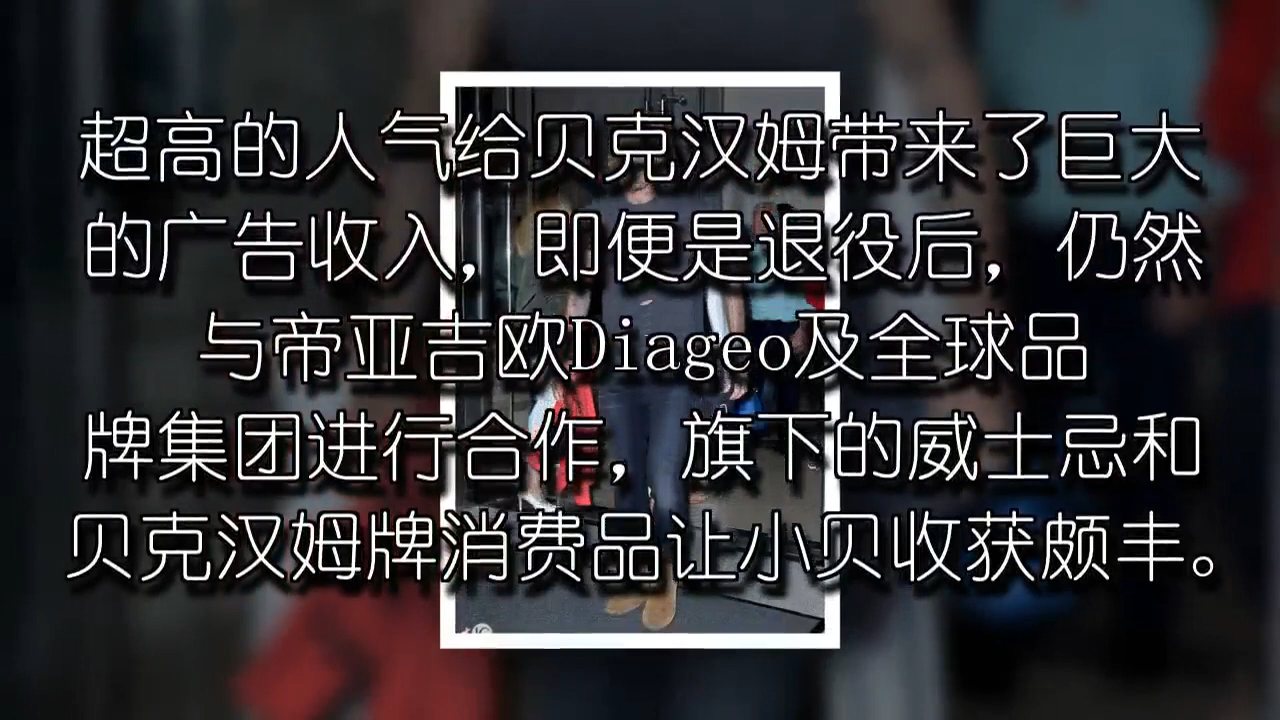 超高的人气给贝克汉姆带来了巨大
的广告收入，即便是退役后，仍然
与帝亚吉欧Diageo及全球品
牌集团进行合作，旗下的威士忌和
贝克汉姆牌消费品让小贝收获颇丰。